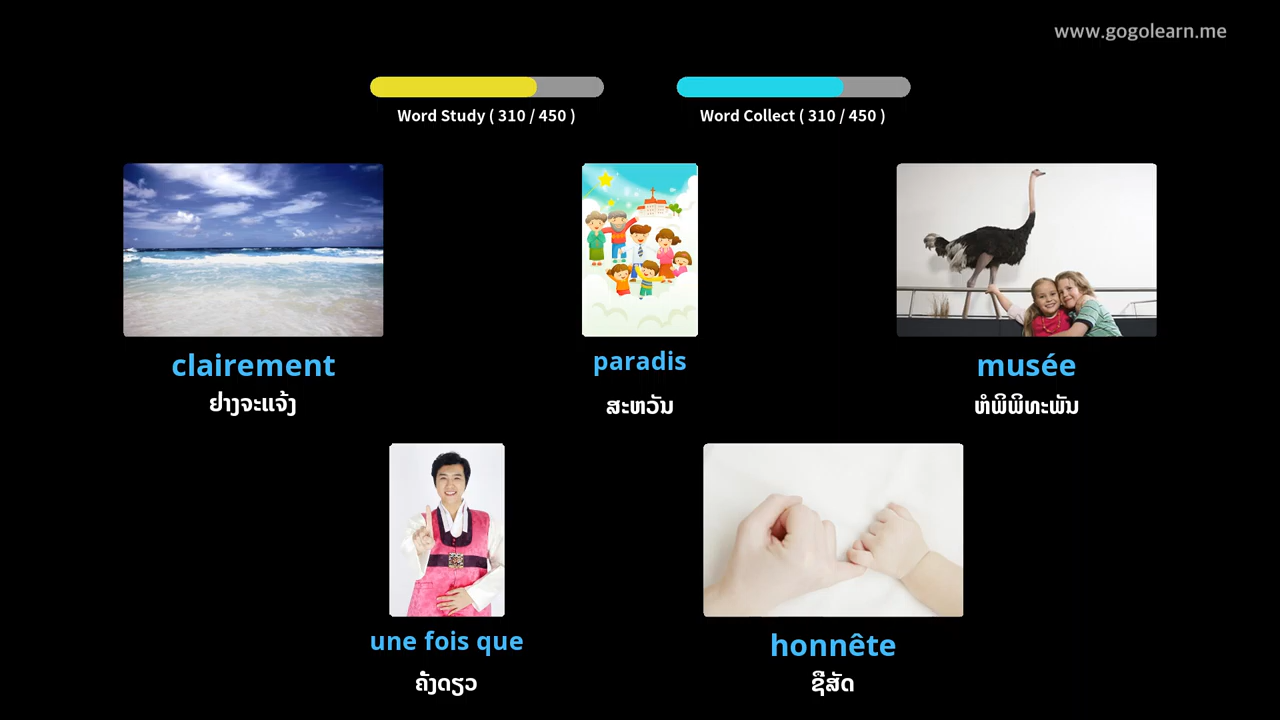 www.gogolearn.me
Word Study ( 310 / 450 )
Word Collect ( 310 / 450 )
clairement
ຢ່າງຈະແຈ້ງ
paradis
ສະຫວັນ
musée
ຫໍພິພິທະພັນ
une fois que
ຄັ້ງດຽວ
honnête
ຊື່ສັດ